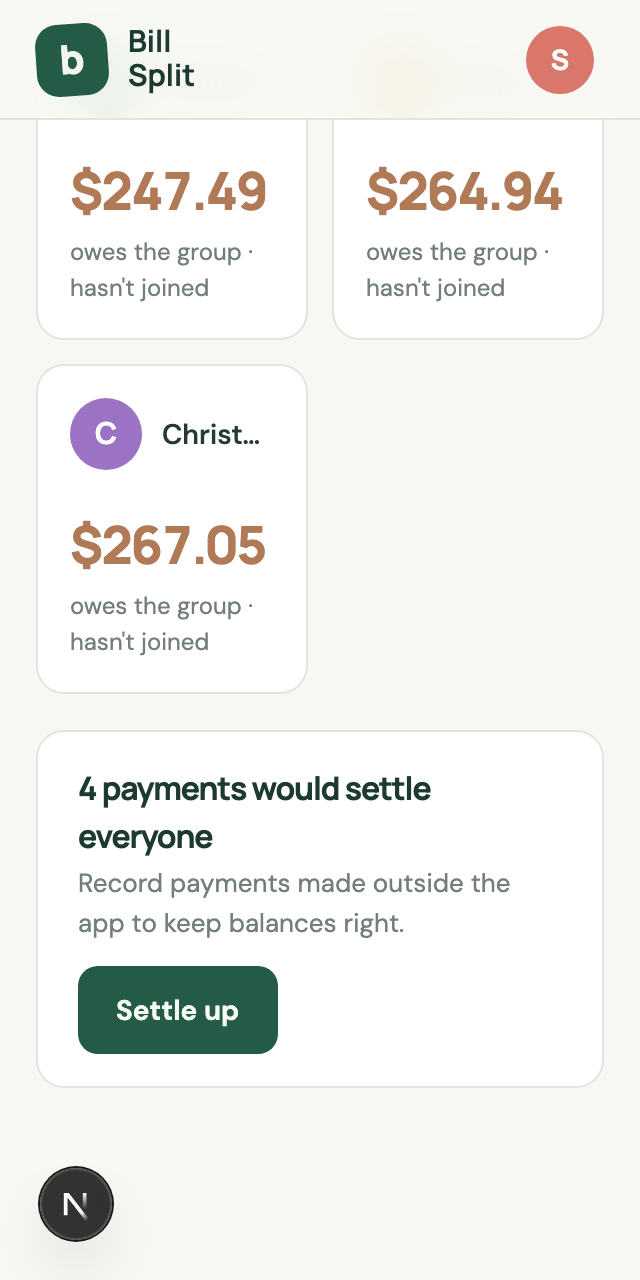 b
Bill
Split
S
$247.49
owes the group ·
hasn't joined
$264.94
owes the group ·
hasn't joined
C
Christ…
$267.05
owes the group ·
hasn't joined
4 payments would settle
everyone
Record payments made outside the
app to keep balances right.
Settle up
N